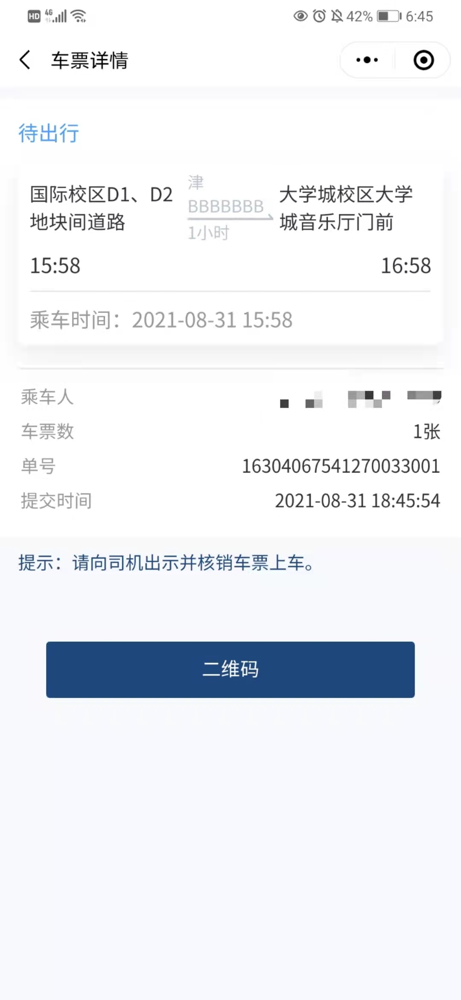 HD 4G 42% 6:45
车票详情
待出行
国际校区D1、D2
地块间道路
津
BBBBBBB
1小时
大学城校区大学
城音乐厅门前
15:58
16:58
乘车时间：2021-08-31 15:58
乘车人
车票数 1张
单号 16304067541270033001
提交时间 2021-08-31 18:45:54
提示：请向司机出示并核销车票上车。
二维码